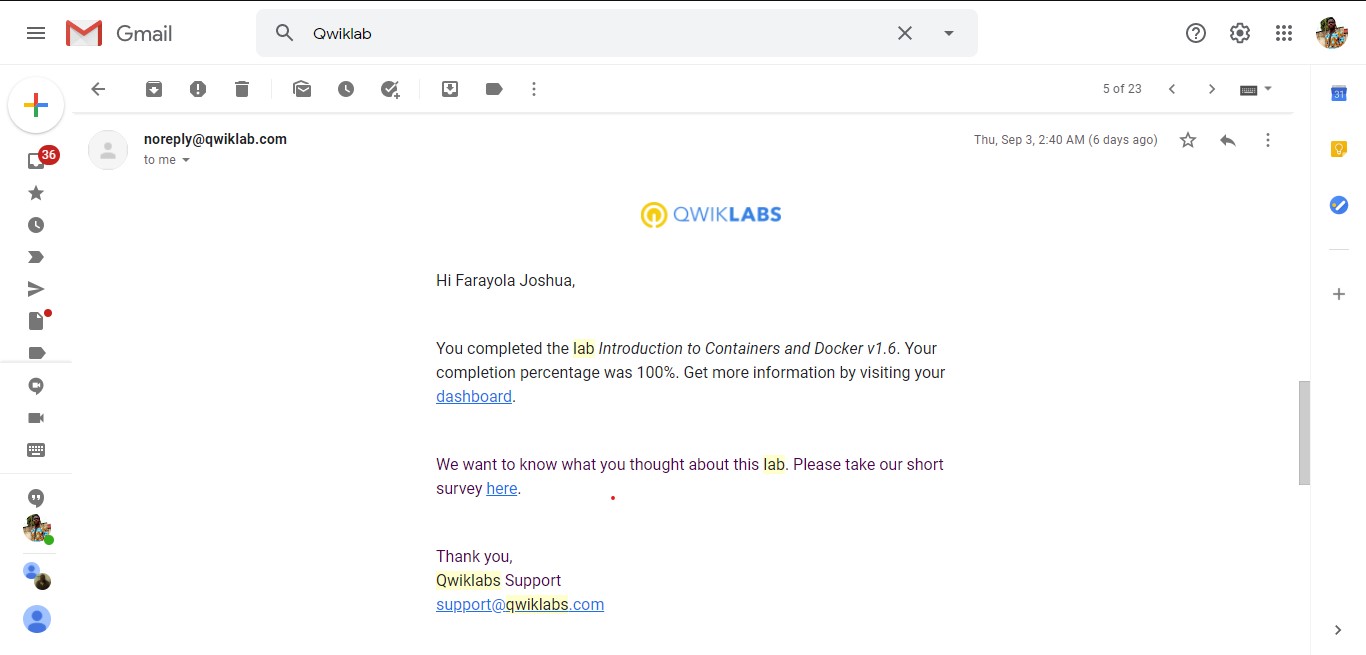 Gmail
Qwiklab
5 of 23
36
31
noreply@qwiklab.com
Thu, Sep 3, 2:40 AM (6 days ago)
to me
QWIKLABS
Hi Farayola Joshua,
You completed the lab Introduction to Containers and Docker v1.6. Your
completion percentage was 100%. Get more information by visiting your
dashboard.
We want to know what you thought about this lab. Please take our short
survey here.
Thank you,
Qwiklabs Support
support@qwiklabs.com